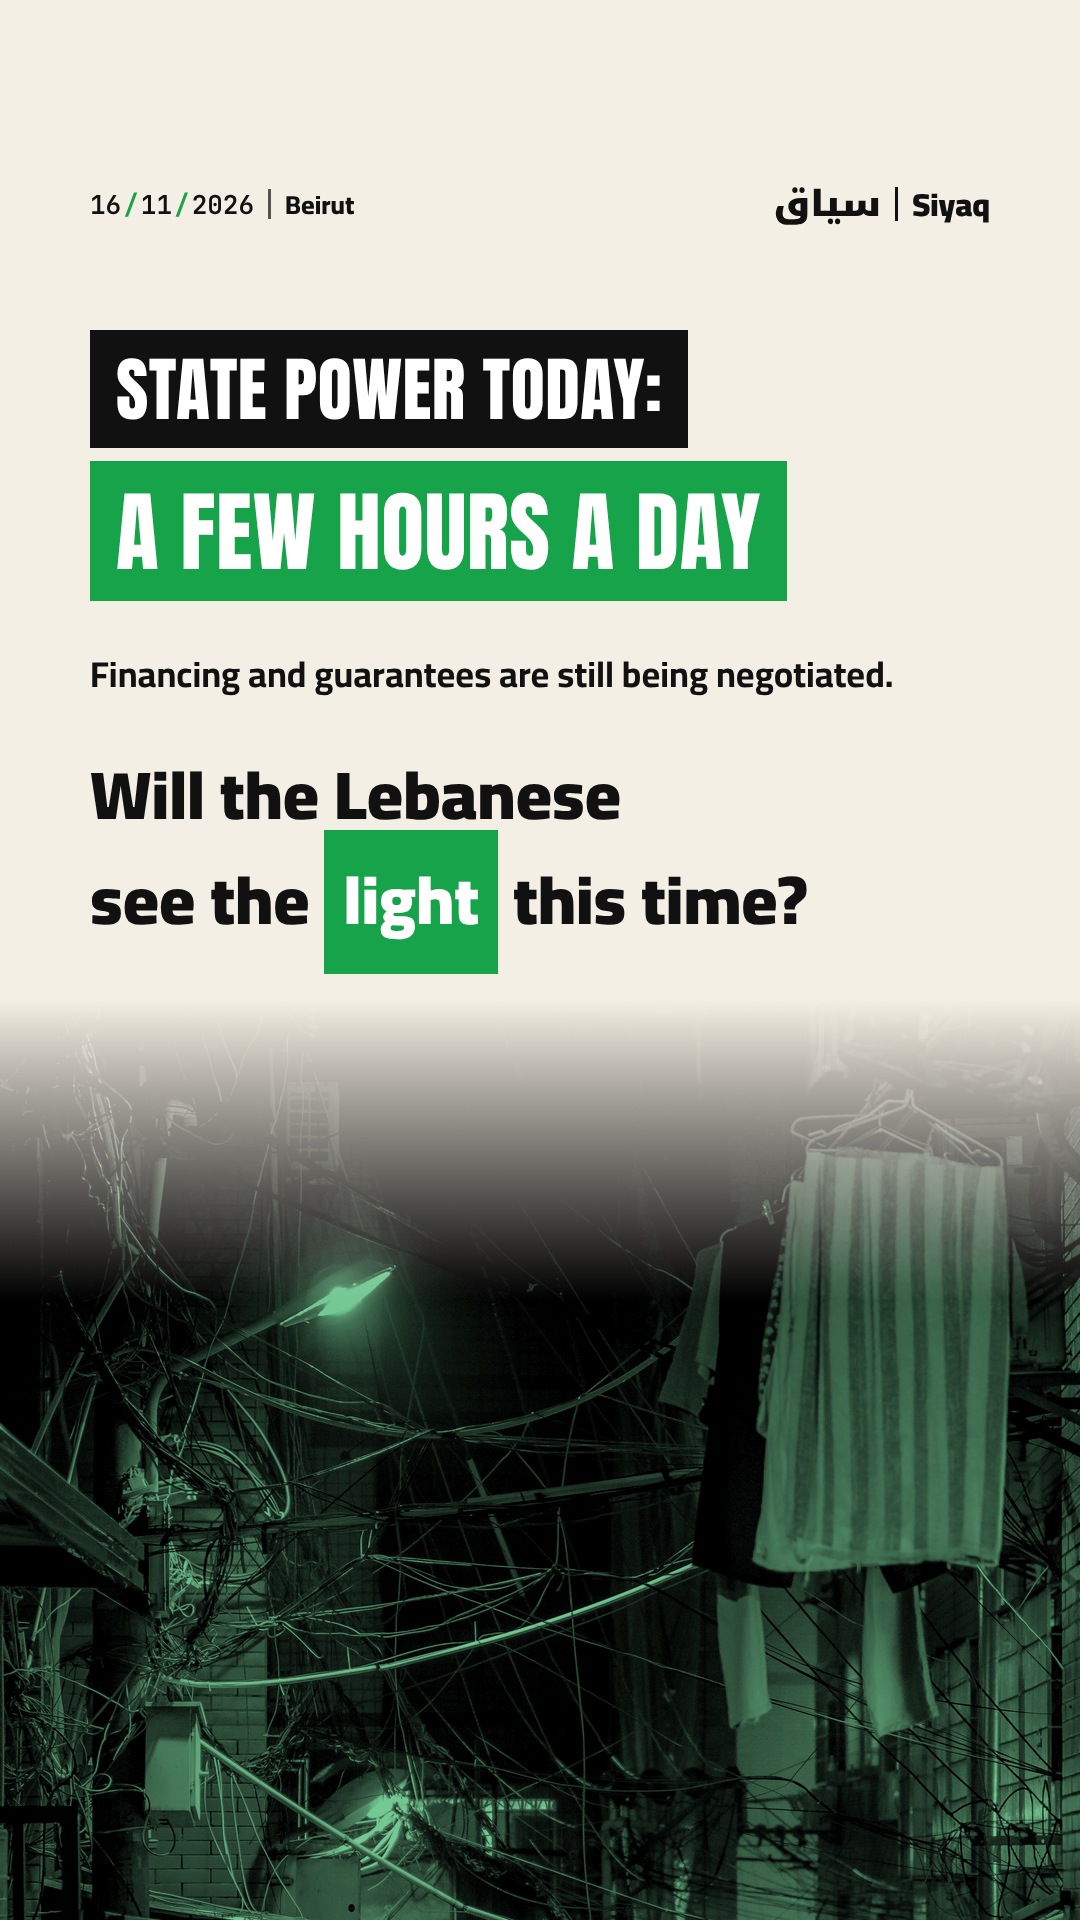 16/11/2026 | Beirut
سياق | Siyaq
STATE POWER TODAY:
A FEW HOURS A DAY
Financing and guarantees are still being negotiated.
Will the Lebanese
see the light this time?